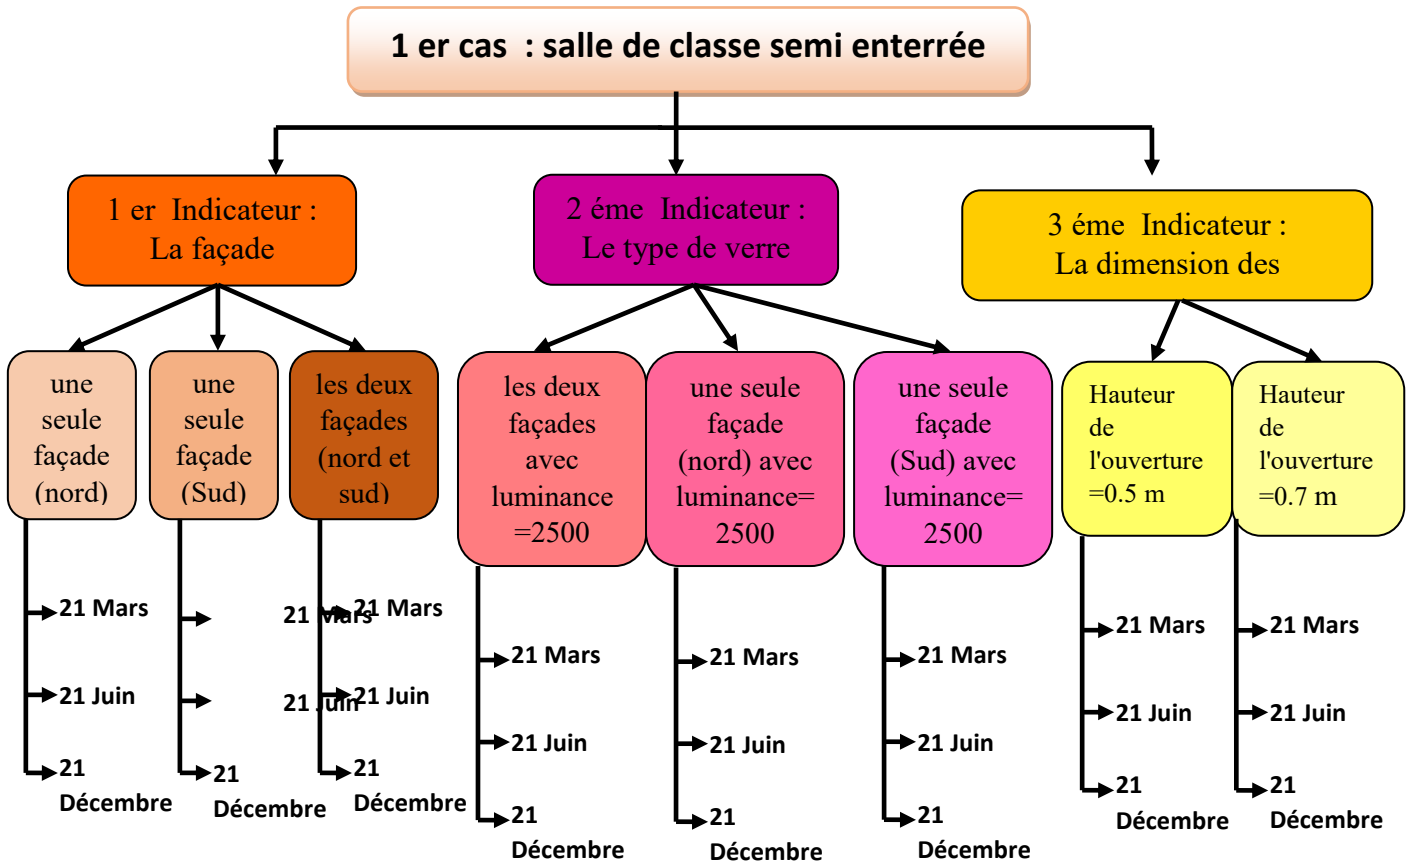 1 er cas : salle de classe semi enterrée
1 er Indicateur :
La façade
2 éme Indicateur :
Le type de verre
3 éme Indicateur :
La dimension des
une
seule
façade
(nord)
une
seule
façade
(Sud)
les deux
façades
(nord et
sud)
les deux
façades
avec
luminance
=2500
une seule
façade
(nord) avec
luminance=
2500
une seule
façade
(Sud) avec
luminance=
2500
Hauteur
de
l'ouverture
=0.5 m
Hauteur
de
l'ouverture
=0.7 m
21 Mars
21 Juin
21
Décembre
21 Mars
21 Juin
21
Décembre
21 Mars
21 Juin
21
Décembre
21 Mars
21 Juin
21
Décembre
21 Mars
21 Juin
21
Décembre
21 Mars
21 Juin
21
Décembre
21 Mars
21 Juin
21
Décembre
21 Mars
21 Juin
21
Décembre